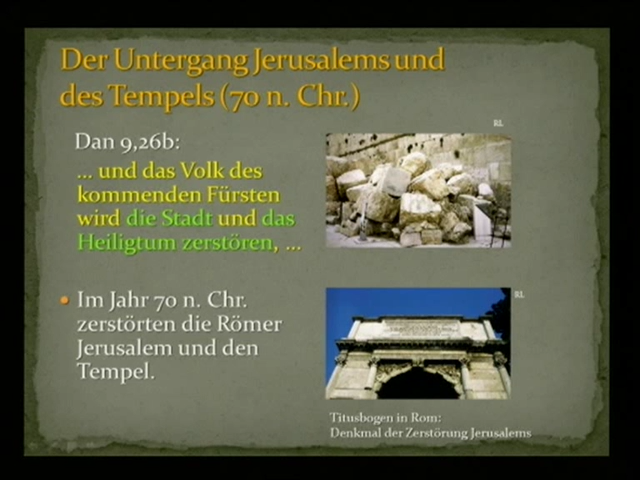 Der Untergang Jerusalems und
des Tempels (70 n. Chr.)
RL
Dan 9,26b:
... und das Volk des
kommenden Fürsten
wird die Stadt und das
Heiligtum zerstören, ...
RL
Im Jahr 70 n. Chr.
zerstörten die Römer
Jerusalem und den
Tempel.
Titusbogen in Rom:
Denkmal der Zerstörung Jerusalems